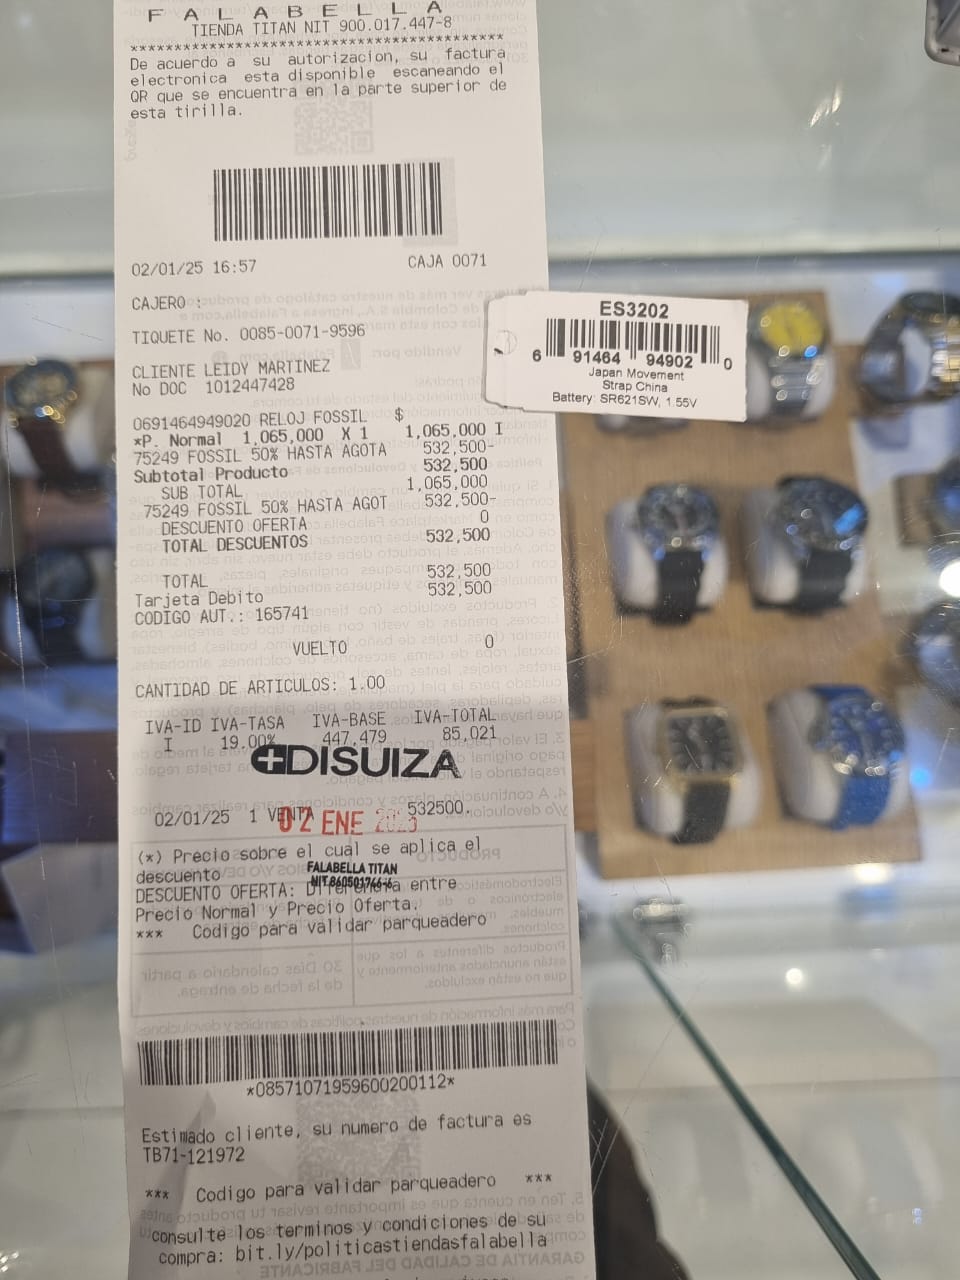 F A L A B E L L A
TIENDA TITAN NIT 900.017.447-8
******************************************
De acuerdo a su autorizacion, su factura
electronica esta disponible escaneando el
QR que se encuentra en la parte superior de
esta tirilla.
02/01/25 16:57 CAJA 0071
CAJERO :
TIQUETE No. 0085-0071-9596
CLIENTE LEIDY MARTINEZ
No DOC 1012447428
0691464949020 RELOJ FOSSIL $
*P. Normal 1,065,000 X 1 1,065,000 I
75249 FOSSIL 50% HASTA AGOTA 532,500-
Subtotal Producto 532,500
SUB TOTAL 1,065,000
75249 FOSSIL 50% HASTA AGOT 532,500-
DESCUENTO OFERTA 0
TOTAL DESCUENTOS 532,500
TOTAL 532,500
Tarjeta Debito 532,500
CODIGO AUT.: 165741
VUELTO 0
CANTIDAD DE ARTICULOS: 1.00
IVA-ID IVA-TASA IVA-BASE IVA-TOTAL
I 19.00% 447,479 85,021
DISUIZA
02/01/25 1 VENTA 532500.
02 ENE 2025
(*) Precio sobre el cual se aplica el
descuento
FALABELLA TITAN
NIT.860501746-6
DESCUENTO OFERTA: Diferencia entre
Precio Normal y Precio Oferta.
*** Codigo para validar parqueadero
*08571071959600200112*
Estimado cliente, su numero de factura es
TB71-121972
*** Codigo para validar parqueadero ***
consulte los terminos y condiciones de su
compra: bit.ly/politicastiendasfalabella
ES3202
6 91464 94902 0
Japan Movement
Strap China
Battery: SR621SW, 1.55V